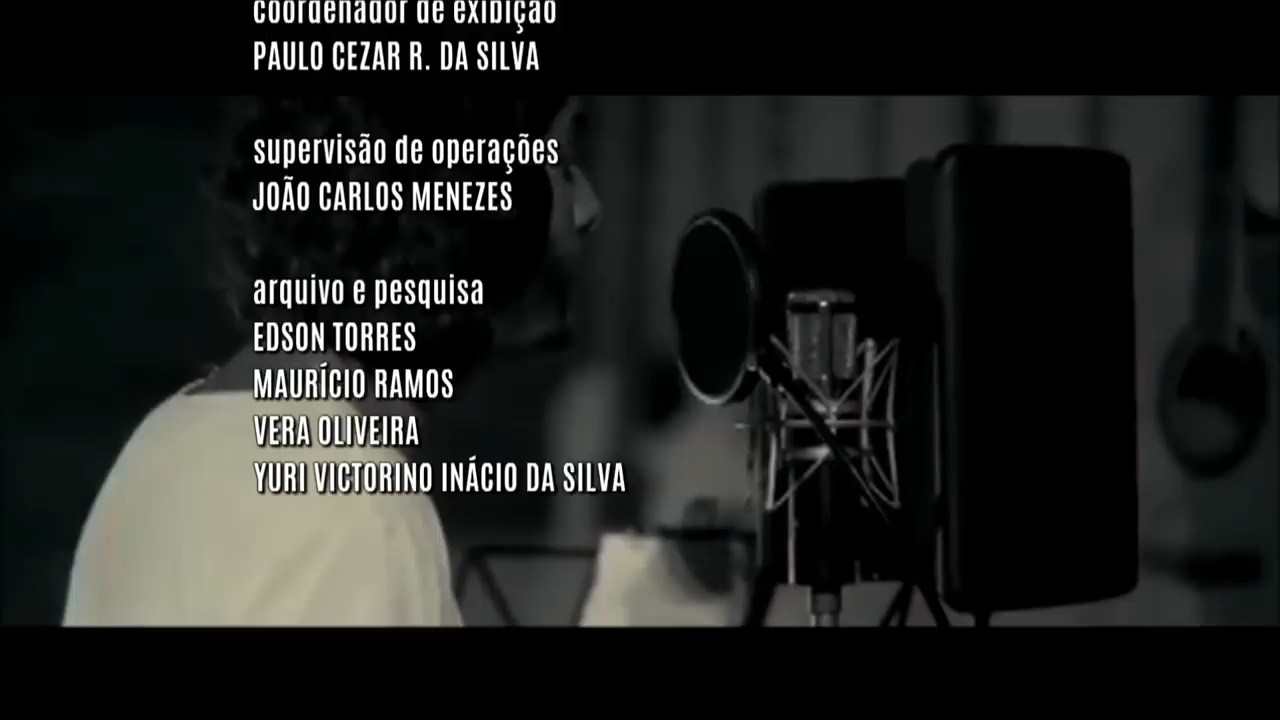 coordenador de exibição
PAULO CEZAR R. DA SILVA
supervisão de operações
JOÃO CARLOS MENEZES
arquivo e pesquisa
EDSON TORRES
MAURÍCIO RAMOS
VERA OLIVEIRA
YURI VICTORINO INÁCIO DA SILVA